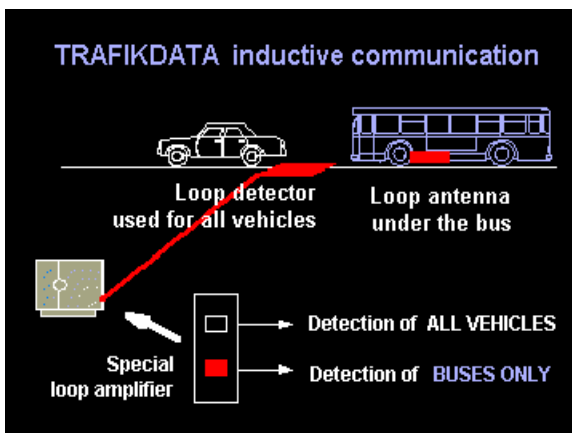 TRAFIKDATA inductive communication
Loop detector
used for all vehicles
Loop antenna
under the bus
Special
loop amplifier
Detection of ALL VEHICLES
Detection of BUSES ONLY